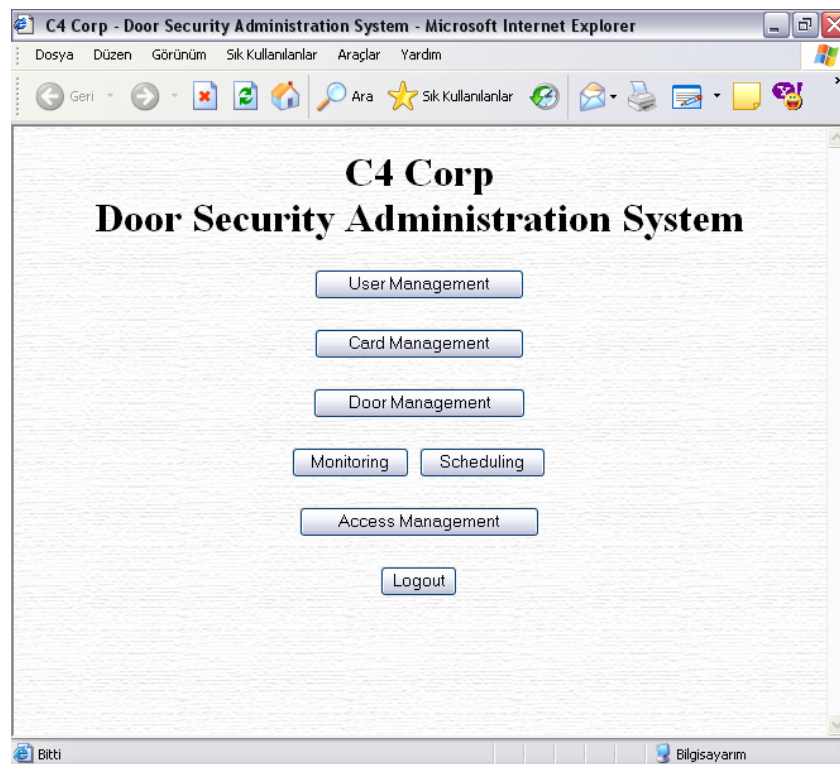 C4 Corp - Door Security Administration System - Microsoft Internet Explorer
Dosya Düzen Görünüm Sık Kullanılanlar Araçlar Yardım
Geri Ara Sık Kullanılanlar
C4 Corp
Door Security Administration System
User Management
Card Management
Door Management
Monitoring Scheduling
Access Management
Logout
Bitti Bilgisayarım